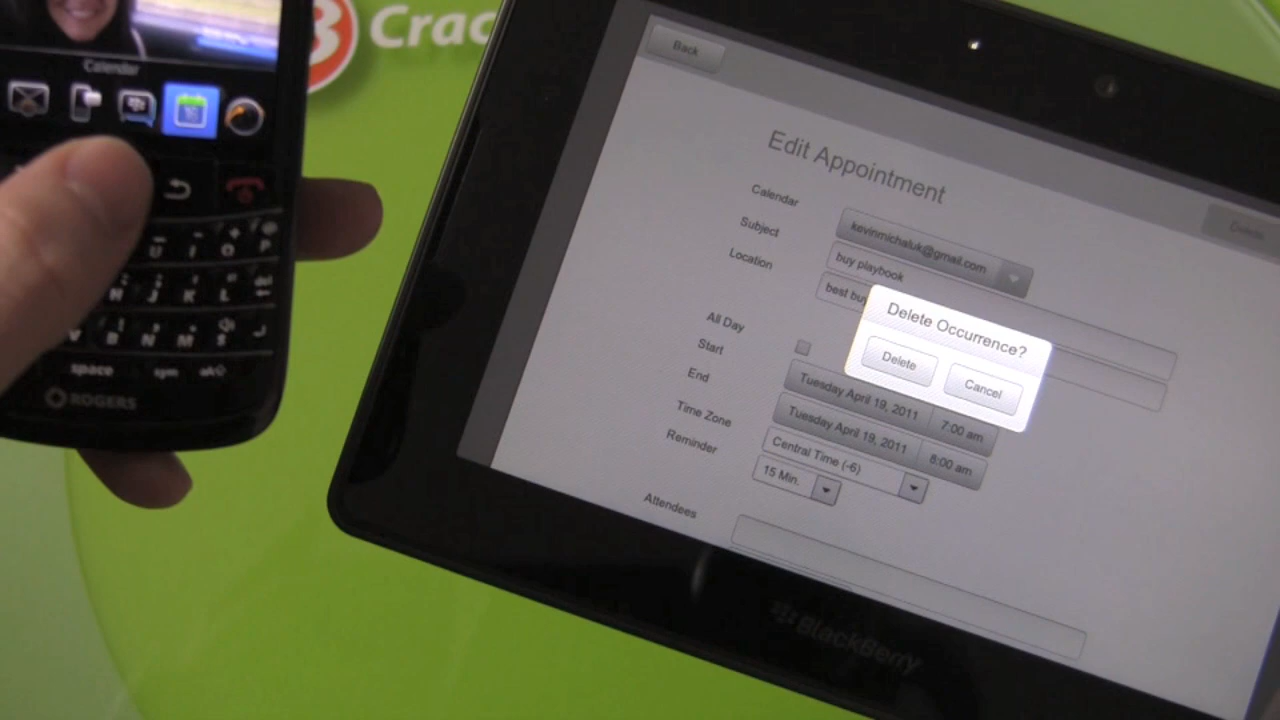 Calendar
space
sym
ROGERS
Crac
Back
Delete
Edit Appointment
Calendar
kevinmichaluk@gmail.com
Subject
buy playbook
Location
best buy
Delete Occurrence?
Delete
Cancel
All Day
Start
Tuesday April 19, 2011
7:00 am
End
Tuesday April 19, 2011
8:00 am
Time Zone
Central Time (-6)
Reminder
15 Min.
Attendees
BlackBerry